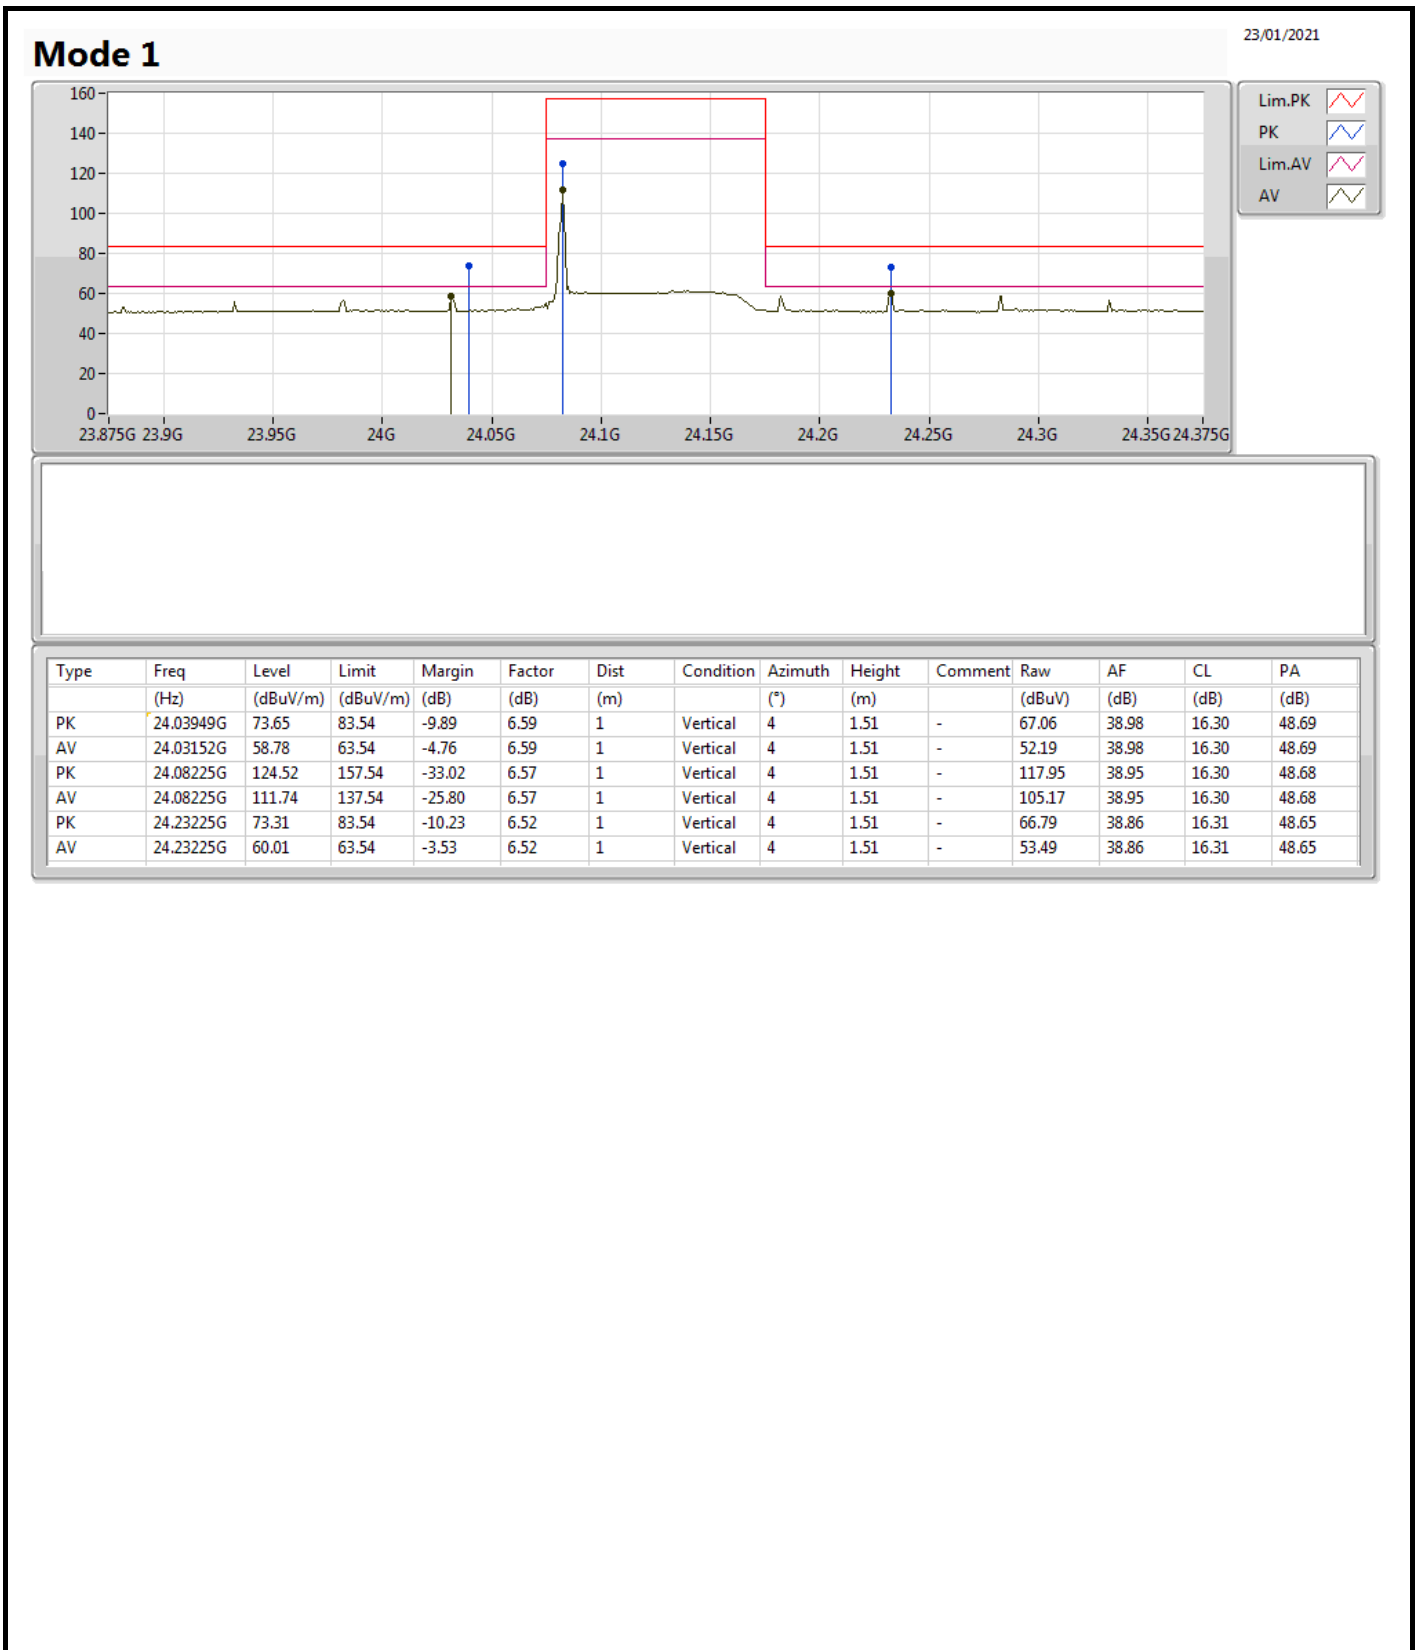 23/01/2021
Mode 1
160
140
120
100
80
60
40
20
0
23.875G 23.9G 23.95G 24G 24.05G 24.1G 24.15G 24.2G 24.25G 24.3G 24.35G 24.375G
Lim.PK
PK
Lim.AV
AV
Type Freq Level Limit Margin Factor Dist Condition Azimuth Height Comment Raw AF CL PA
(Hz) (dBuV/m) (dBuV/m) (dB) (dB) (m) (°) (m) (dBuV) (dB) (dB) (dB)
PK 24.03949G 73.65 83.54 -9.89 6.59 1 Vertical 4 1.51 - 67.06 38.98 16.30 48.69
AV 24.03152G 58.78 63.54 -4.76 6.59 1 Vertical 4 1.51 - 52.19 38.98 16.30 48.69
PK 24.08225G 124.52 157.54 -33.02 6.57 1 Vertical 4 1.51 - 117.95 38.95 16.30 48.68
AV 24.08225G 111.74 137.54 -25.80 6.57 1 Vertical 4 1.51 - 105.17 38.95 16.30 48.68
PK 24.23225G 73.31 83.54 -10.23 6.52 1 Vertical 4 1.51 - 66.79 38.86 16.31 48.65
AV 24.23225G 60.01 63.54 -3.53 6.52 1 Vertical 4 1.51 - 53.49 38.86 16.31 48.65